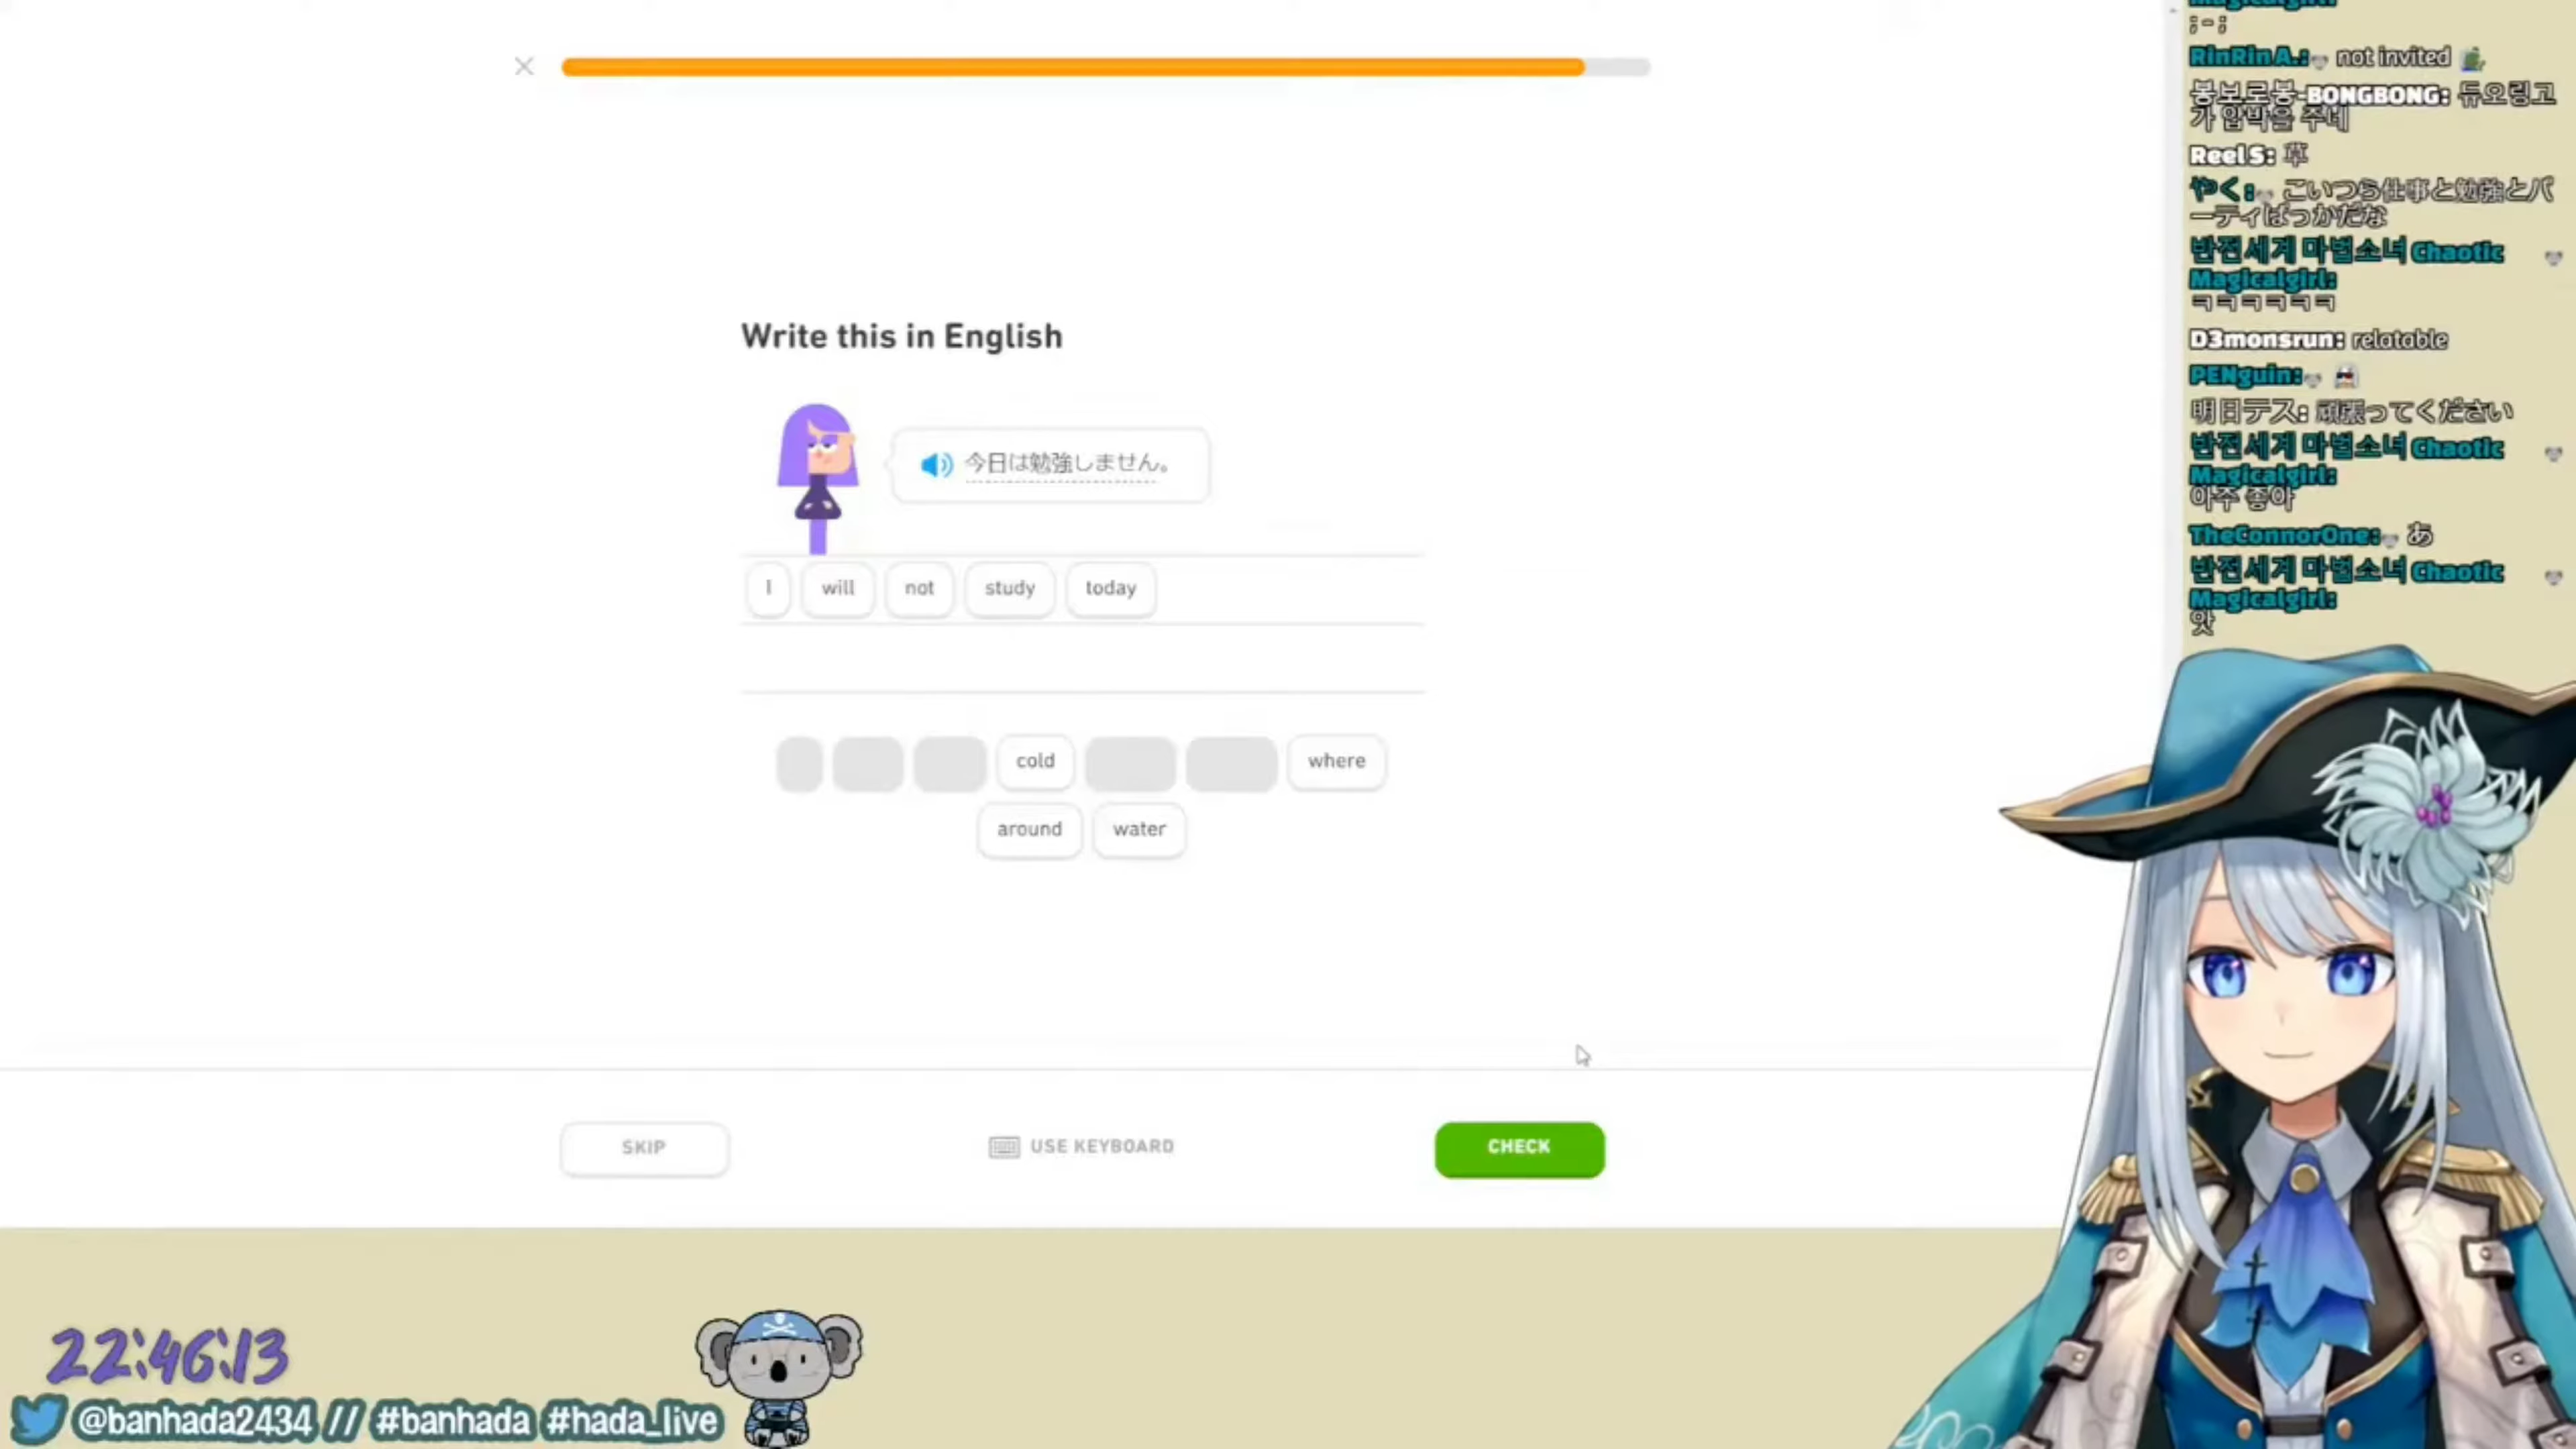 Write this in English
今日は勉強しません。
I will not study today
cold where
around water
SKIP
USE KEYBOARD
CHECK
Magicalgirl:
; - ;
RinRin A.: not invited
봉보로봉-BONGBONG: 듀오링고
가 압박을 주네
Reel S: 草
やく: こいつら仕事と勉強とパ
ーティばっかだな
반전세계 마법소녀 Chaotic
Magicalgirl:
ㅋㅋㅋㅋㅋㅋ
D3monsrun: relatable
PENguin:
明日テス: 頑張ってください
반전세계 마법소녀 Chaotic
Magicalgirl:
아주 좋아
TheConnorOne: あ
반전세계 마법소녀 Chaotic
Magicalgirl:
앗
22:46:13
@banhada2434 // #banhada #hada_live